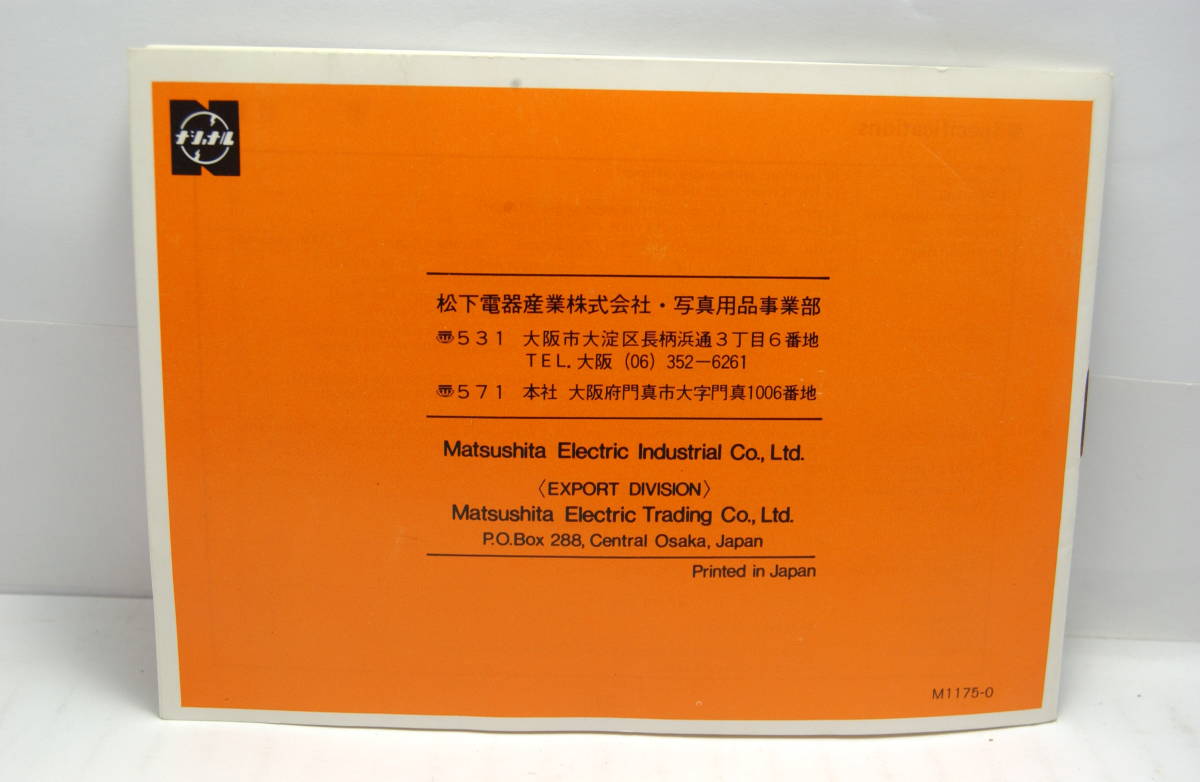 ナショナル
松下電器産業株式会社・写真用品事業部
〠531 大阪市大淀区長柄浜通3丁目6番地
TEL. 大阪 (06) 352-6261
〠571 本社 大阪府門真市大字門真1006番地
Matsushita Electric Industrial Co., Ltd.
〈EXPORT DIVISION〉
Matsushita Electric Trading Co., Ltd.
P.O.Box 288, Central Osaka, Japan
Printed in Japan
M1175-0